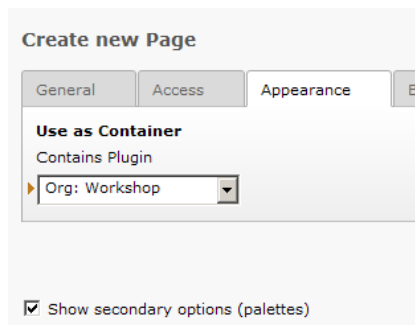 Create new Page
General Access Appearance
Use as Container
Contains Plugin
Org: Workshop
Show secondary options (palettes)